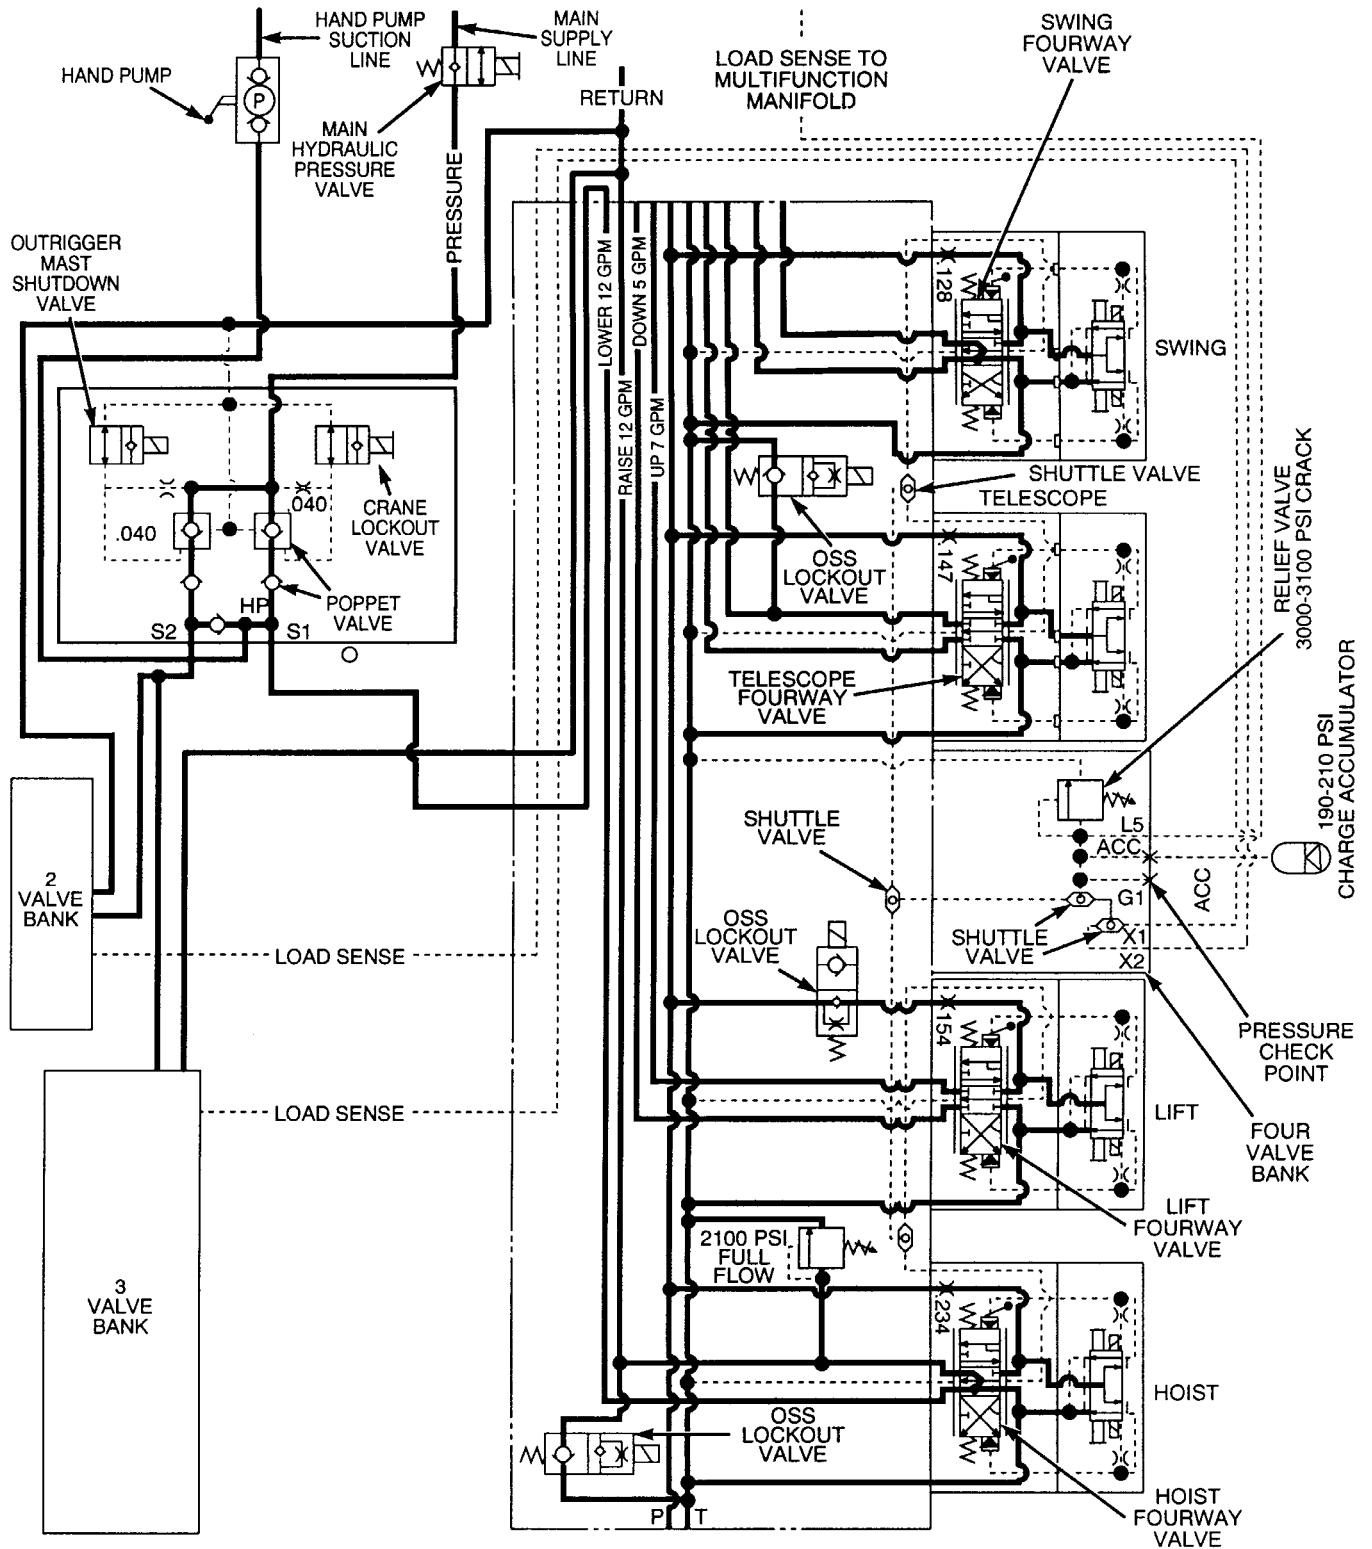 HAND PUMP
SUCTION
LINE
MAIN
SUPPLY
LINE
SWING
FOURWAY
VALVE
HAND PUMP
P
MAIN
HYDRAULIC
PRESSURE
VALVE
PRESSURE
RETURN
LOAD SENSE TO
MULTIFUNCTION
MANIFOLD
OUTRIGGER
MAST
SHUTDOWN
VALVE
LOWER 12 GPM
RAISE 12 GPM
DOWN 5 GPM
UP 7 GPM
128
SWING
CRANE
LOCKOUT
VALVE
.040
.040
POPPET
VALVE
HP
S2
S1
OSS
LOCKOUT
VALVE
SHUTTLE VALVE
TELESCOPE
147
TELESCOPE
FOURWAY
VALVE
RELIEF VALVE
3000-3100 PSI CRACK
190-210 PSI
CHARGE ACCUMULATOR
SHUTTLE
VALVE
L5
ACC
G1
ACC
SHUTTLE
VALVE
X1
X2
2
VALVE
BANK
LOAD SENSE
OSS
LOCKOUT
VALVE
154
PRESSURE
CHECK
POINT
LIFT
FOUR
VALVE
BANK
LOAD SENSE
LIFT
FOURWAY
VALVE
3
VALVE
BANK
2100 PSI
FULL
FLOW
234
HOIST
OSS
LOCKOUT
VALVE
P
T
HOIST
FOURWAY
VALVE